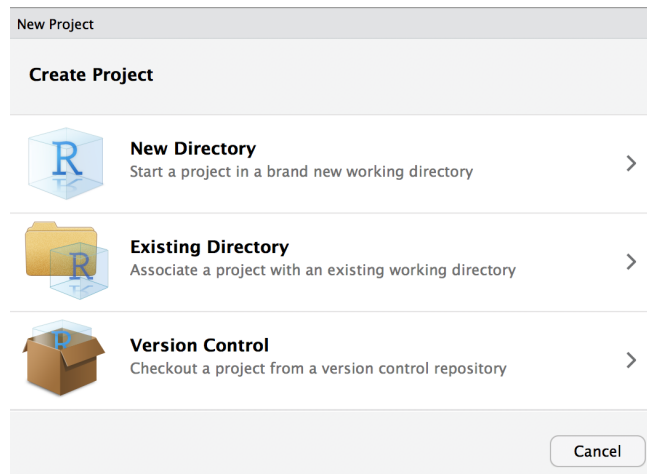 New Project
Create Project
R
New Directory
Start a project in a brand new working directory
R
Existing Directory
Associate a project with an existing working directory
R
Version Control
Checkout a project from a version control repository
Cancel